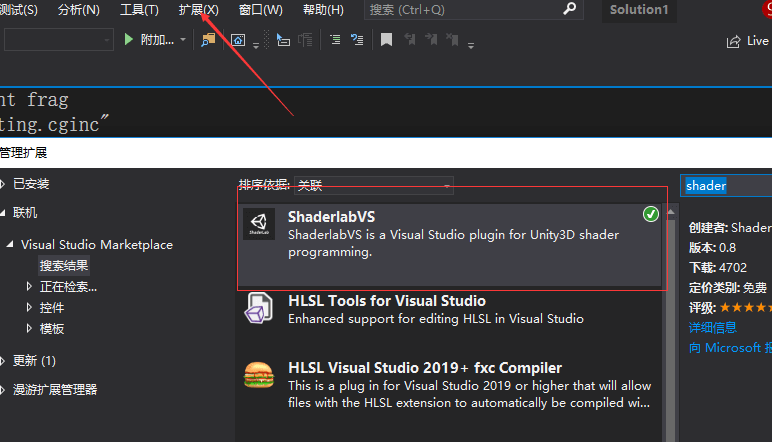 测试(S) 分析(N) 工具(T) 扩展(X) 窗口(W) 帮助(H) 搜索 (Ctrl+Q) Solution1
附加... Live
nt frag
ting.cginc"
管理扩展
已安装
联机
Visual Studio Marketplace
搜索结果
正在检索...
控件
模板
更新 (1)
漫游扩展管理器
排序依据: 关联
ShaderlabVS
ShaderlabVS is a Visual Studio plugin for Unity3D shader
programming.
HLSL Tools for Visual Studio
Enhanced support for editing HLSL in Visual Studio
HLSL Visual Studio 2019+ fxc Compiler
This is a plug in for Visual Studio 2019 or higher that will allow
files with the HLSL extension to automatically be compiled wi...
shader
创建者: Shader
版本: 0.8
下载: 4702
定价类别: 免费
评级:
详细信息
向 Microsoft 报